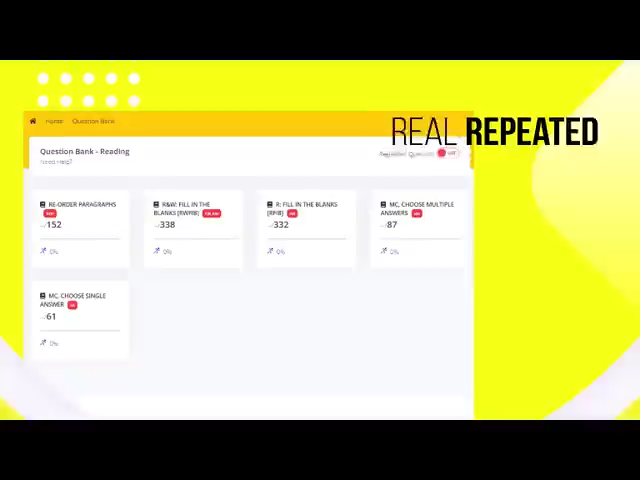 Home Question Bank
REAL REPEATED
Question Bank - Reading
Need Help?
Repeated Questions
RE-ORDER PARAGRAPHS
152
0%
R&W: FILL IN THE
BLANKS [RWFIB]
338
0%
R: FILL IN THE BLANKS
[RFIB]
332
0%
MC, CHOOSE MULTIPLE
ANSWERS
87
0%
MC, CHOOSE SINGLE
ANSWER
61
0%